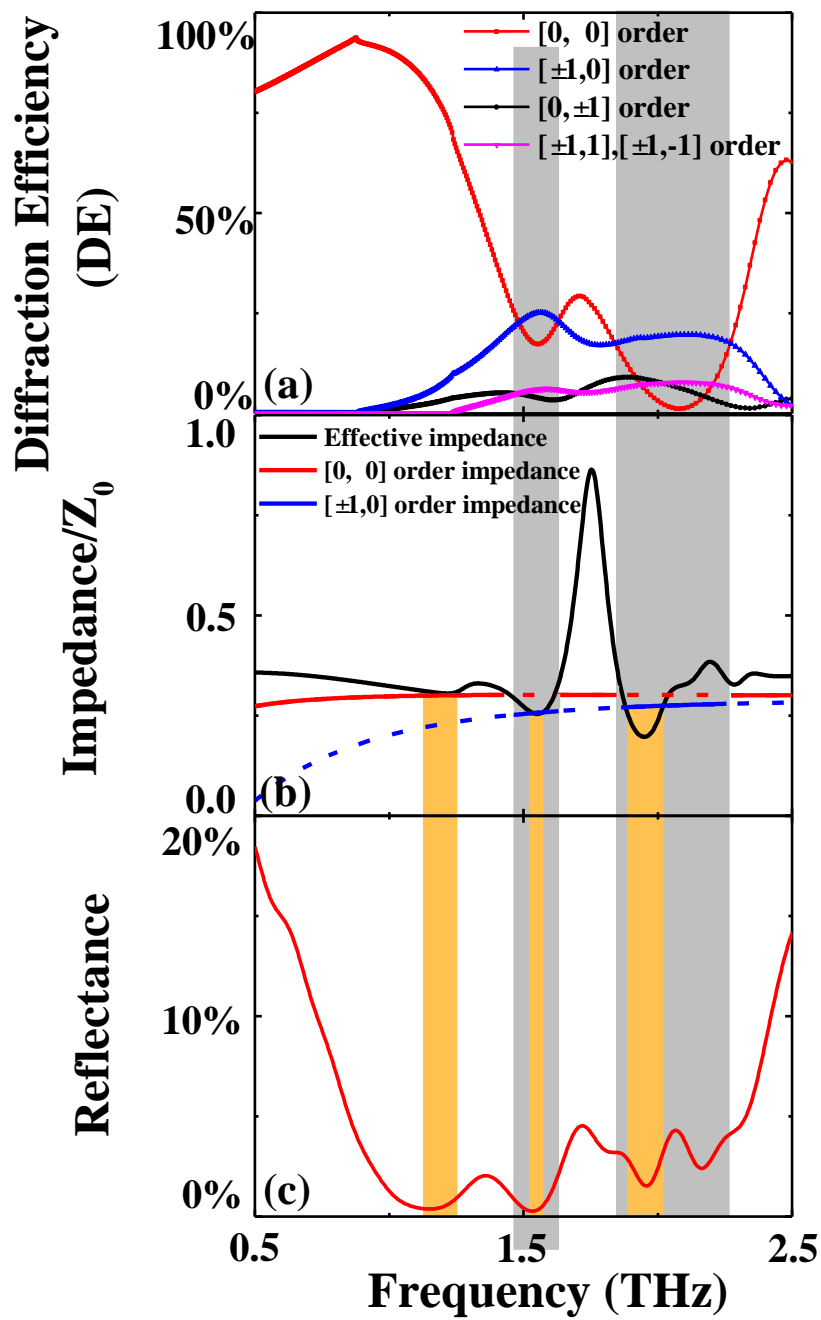 Diffraction Efficiency
(DE)
100%
50%
0%
[0, 0] order
[±1,0] order
[0,±1] order
[±1,1],[±1,-1] order
(a)
Impedance/Z0
1.0
0.5
0.0
Effective impedance
[0, 0] order impedance
[±1,0] order impedance
(b)
Reflectance
20%
10%
0%
(c)
0.5
1.5
2.5
Frequency (THz)